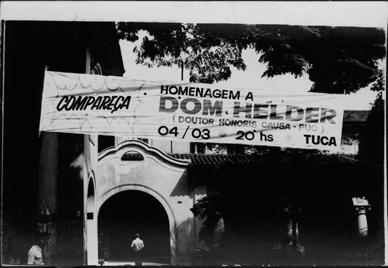 COMPAREÇA
HOMENAGEM A
DOM. HELDER
(DOUTOR HONORIS CAUSA - PUC)
04/03 20 hs TUCA